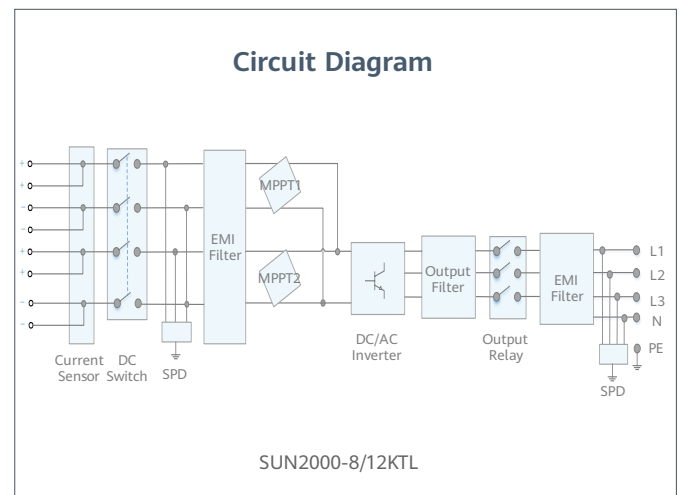 Circuit Diagram
+
+
−
−
+
+
−
−
Current
Sensor
DC
Switch
SPD
EMI
Filter
MPPT1
MPPT2
DC/AC
Inverter
Output
Filter
Output
Relay
EMI
Filter
L1
L2
L3
N
PE
SPD
SUN2000-8/12KTL